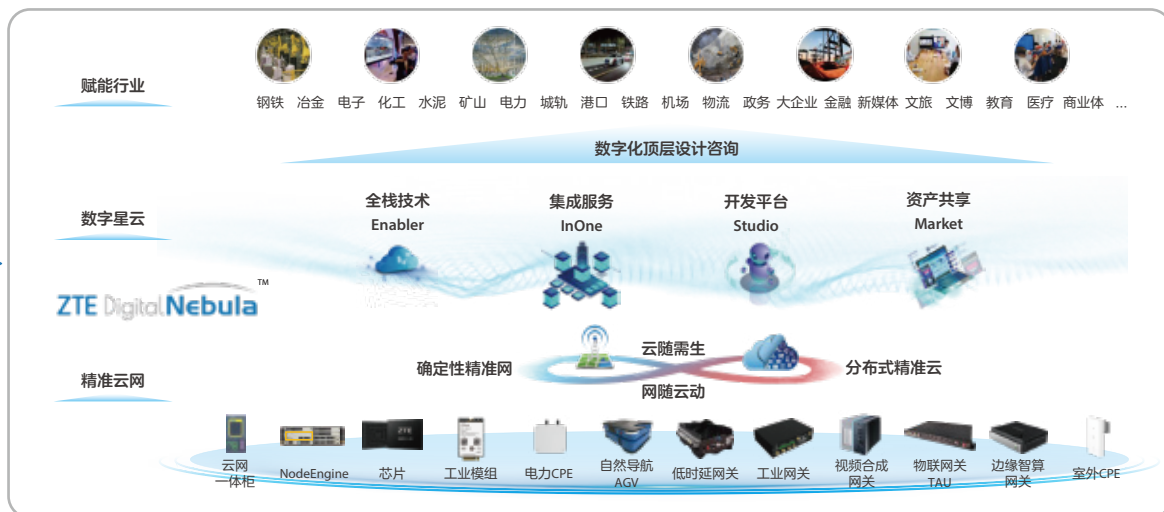 赋能行业
钢铁 冶金 电子 化工 水泥 矿山 电力 城轨 港口 铁路 机场 物流 政务 大企业 金融 新媒体 文旅 文博 教育 医疗 商业体 ...
数字化顶层设计咨询
数字星云
全栈技术
Enabler
集成服务
InOne
开发平台
Studio
资产共享
Market
ZTE Digital Nebula™
精准云网
确定性精准网
云随需生
网随云动
分布式精准云
ZTE
云网
一体柜
NodeEngine
芯片
工业模组
电力CPE
自然导航
AGV
低时延网关
工业网关
视频合成
网关
物联网关
TAU
边缘智算
网关
室外CPE